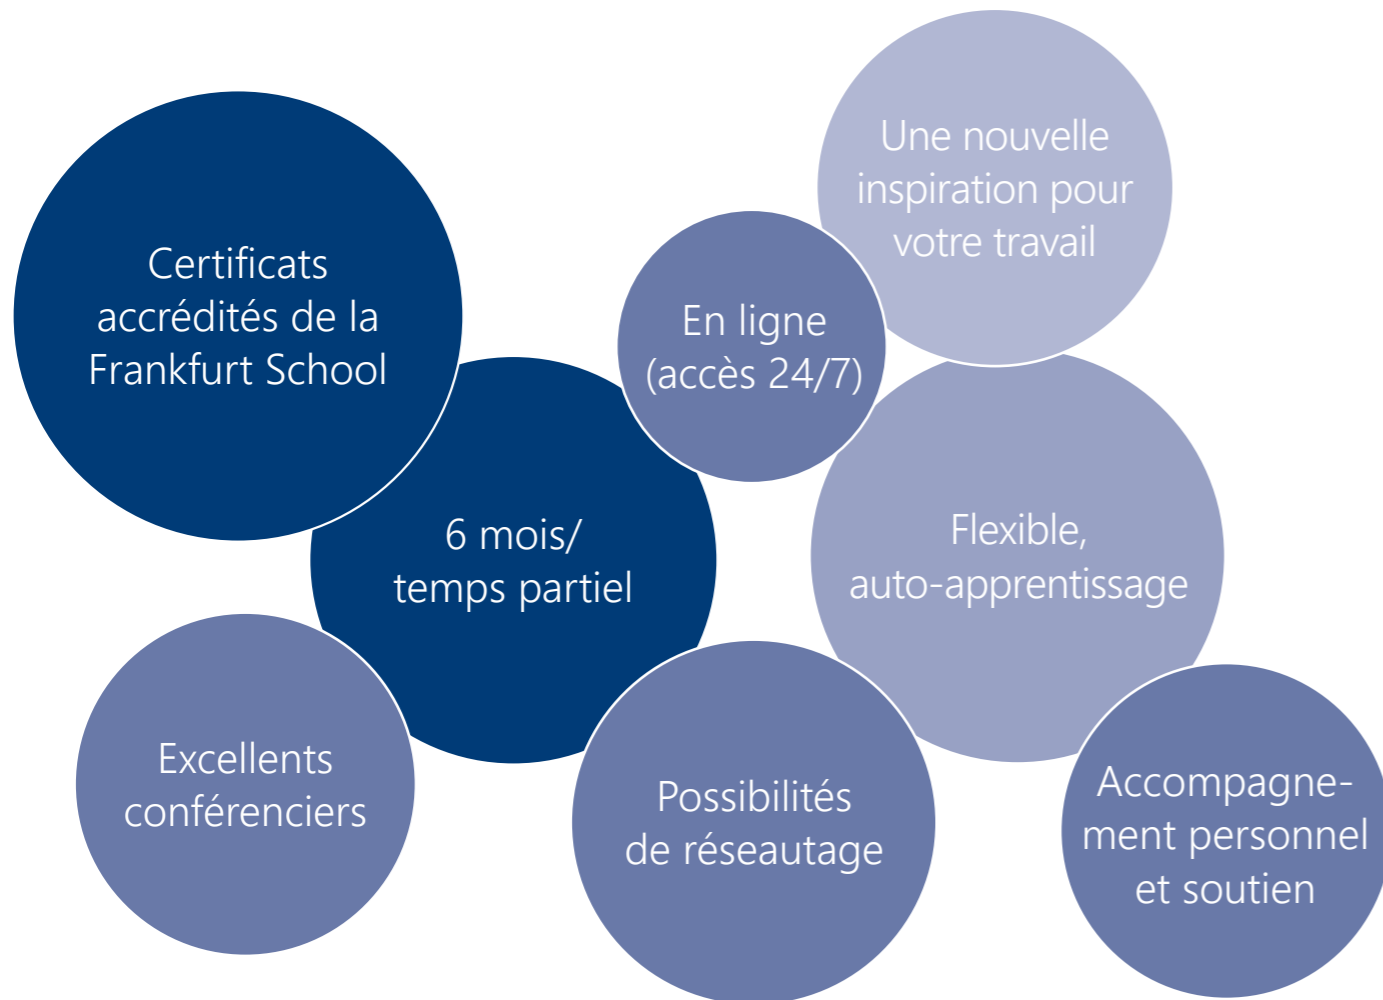 Certificats
accrédités de la
Frankfurt School
Une nouvelle
inspiration pour
votre travail
En ligne
(accès 24/7)
6 mois/
temps partiel
Flexible,
auto-apprentissage
Excellents
conférenciers
Possibilités
de réseautage
Accompagne-
ment personnel
et soutien